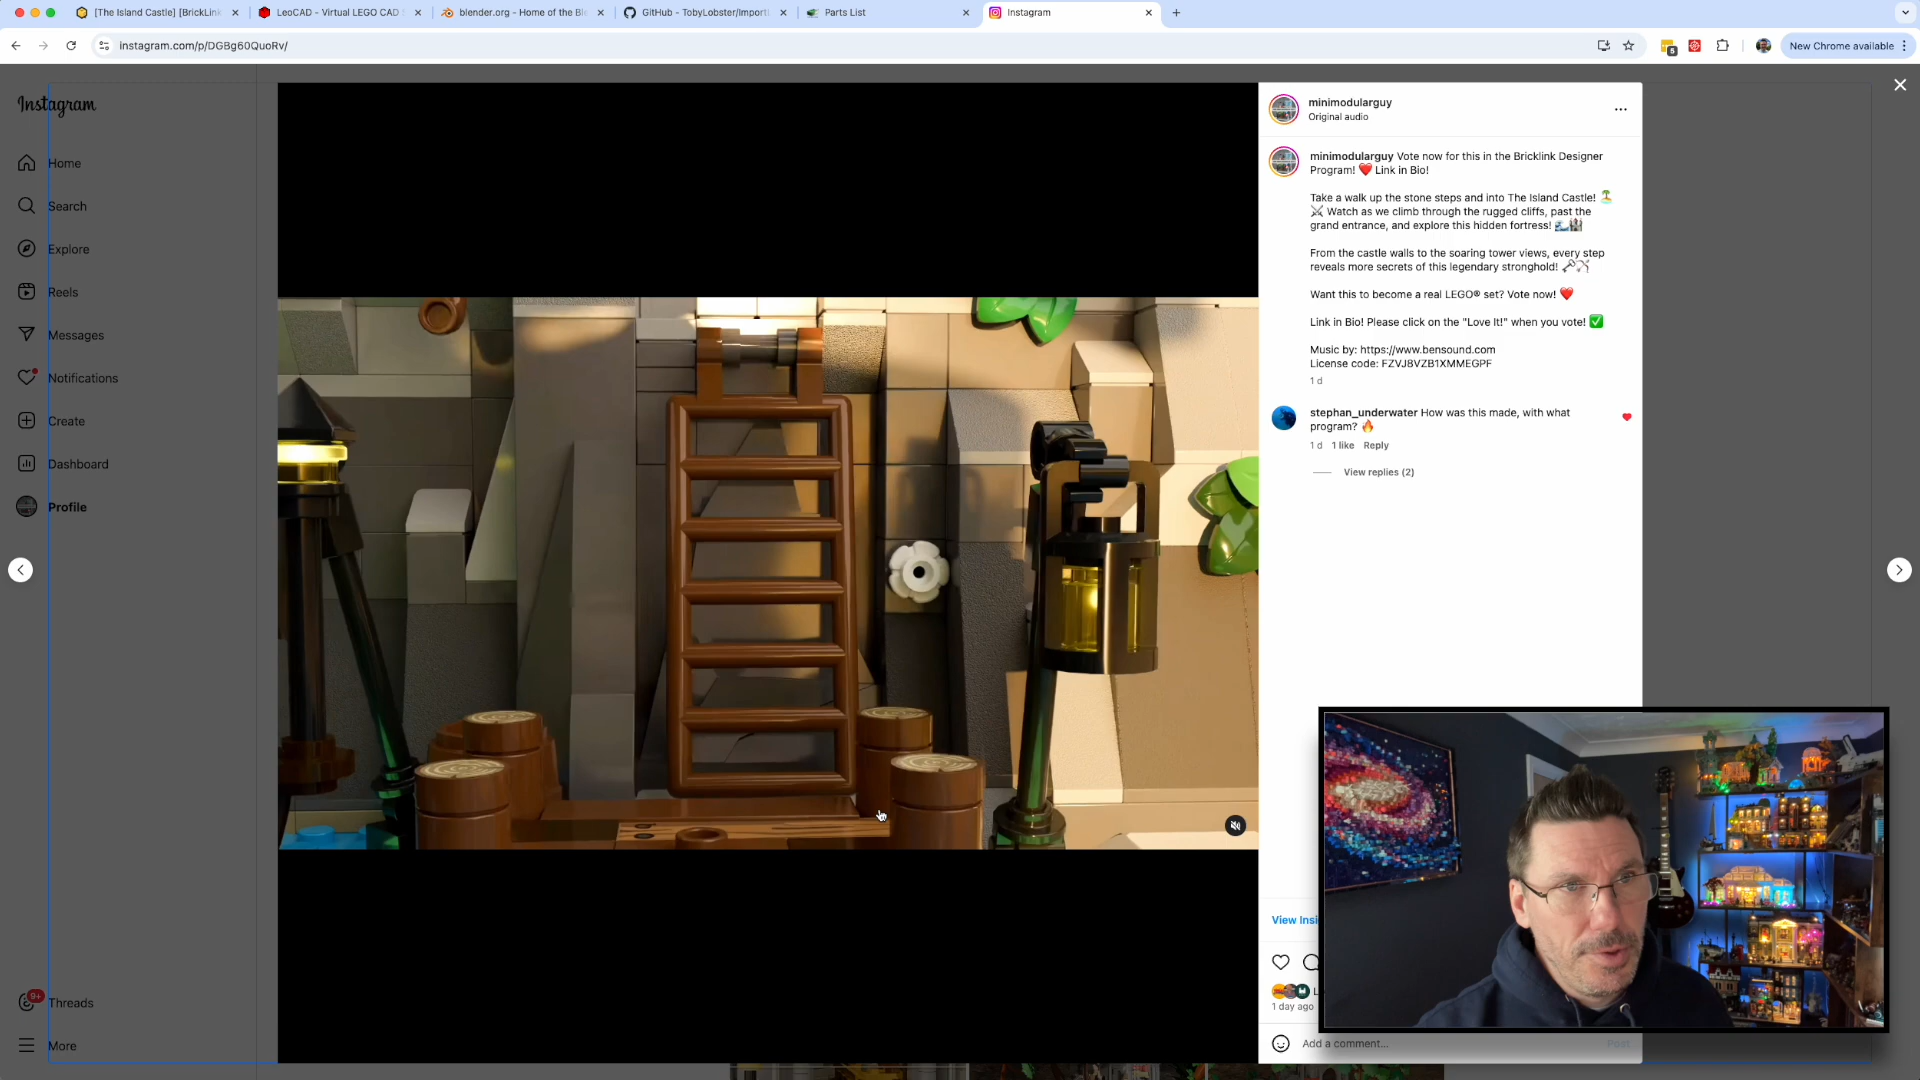 [The Island Castle] [BrickLink
LeoCAD - Virtual LEGO CAD
blender.org - Home of the Ble
GitHub - TobyLobster/Import
Parts List
Instagram
instagram.com/p/DGBg60QuoRv/
5
New Chrome available
Instagram
Home
Search
Explore
Reels
Messages
Notifications
Create
Dashboard
Profile
9+
Threads
More
minimodularguy
Original audio
minimodularguy Vote now for this in the Bricklink Designer
Program! ❤️ Link in Bio!
Take a walk up the stone steps and into The Island Castle! 🏝️
⚔️ Watch as we climb through the rugged cliffs, past the
grand entrance, and explore this hidden fortress! 🌊🏰
From the castle walls to the soaring tower views, every step
reveals more secrets of this legendary stronghold! 🗝️🏹
Want this to become a real LEGO® set? Vote now! ❤️
Link in Bio! Please click on the "Love It!" when you vote! ✅
Music by: https://www.bensound.com
License code: FZVJ8VZB1XMMEGPF
1 d
stephan_underwater How was this made, with what
program? 🔥
1 d 1 like Reply
View replies (2)
View Insi
1 day ago
Add a comment...
Post